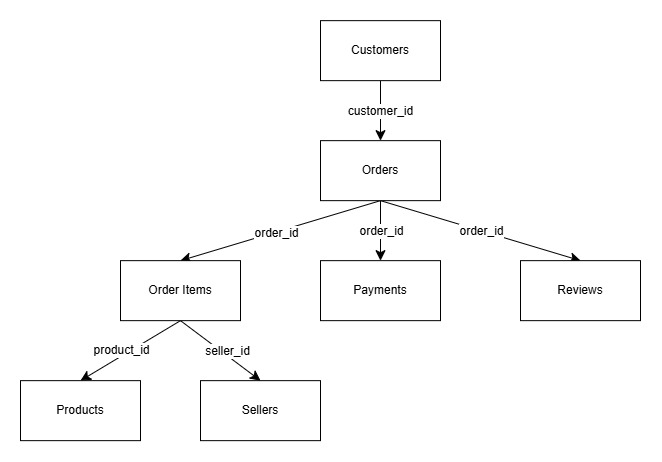 Customers
customer_id
Orders
order_id
order_id
order_id
Order Items
Payments
Reviews
product_id
seller_id
Products
Sellers